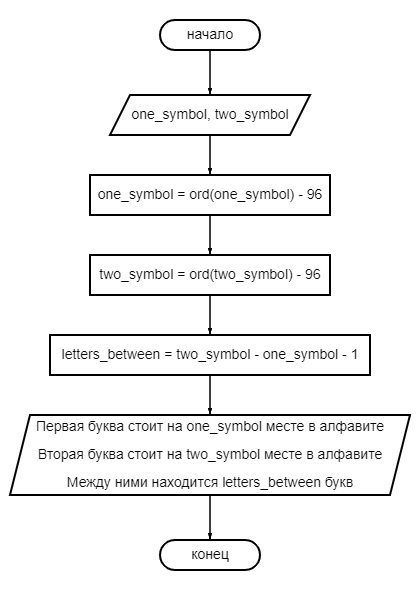 начало
one_symbol, two_symbol
one_symbol = ord(one_symbol) - 96
two_symbol = ord(two_symbol) - 96
letters_between = two_symbol - one_symbol - 1
Первая буква стоит на one_symbol месте в алфавите
Вторая буква стоит на two_symbol месте в алфавите
Между ними находится letters_between букв
конец